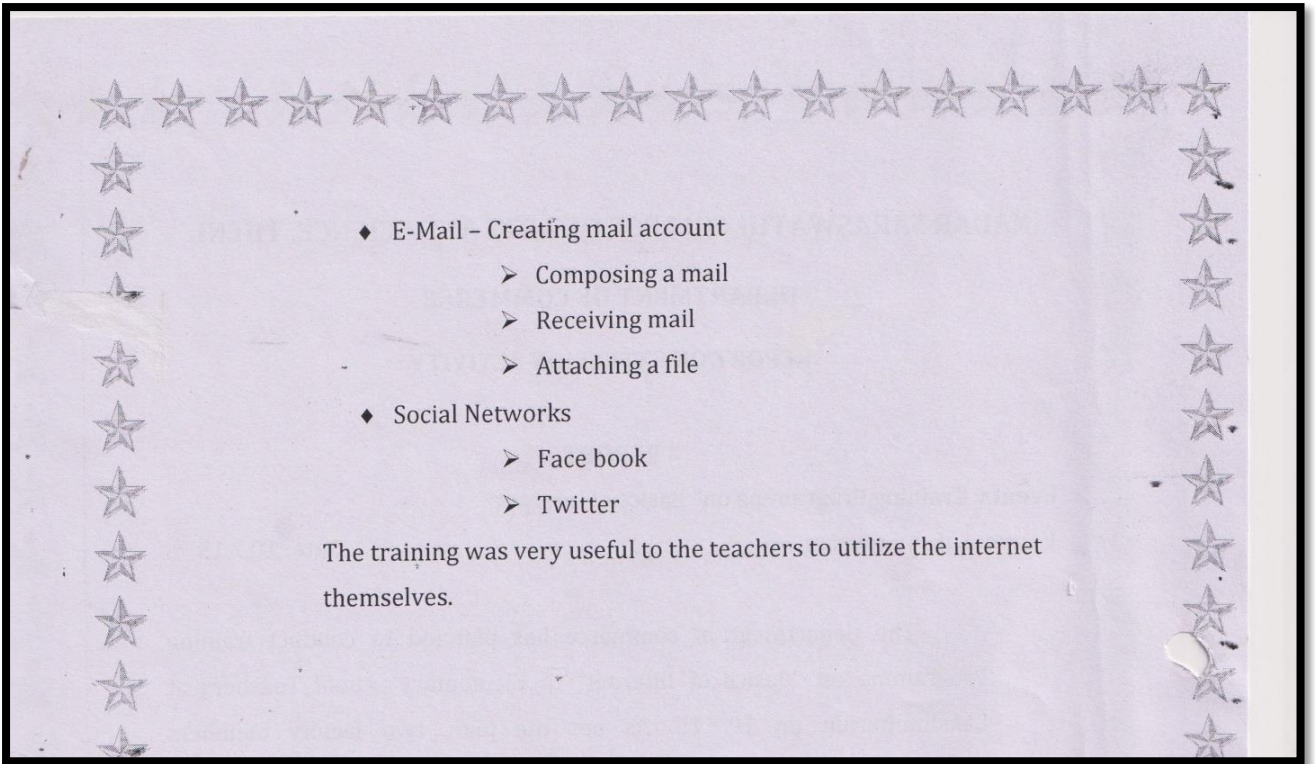 ♦ E-Mail – Creating mail account
➢ Composing a mail
➢ Receiving mail
➢ Attaching a file
♦ Social Networks
➢ Face book
➢ Twitter
The training was very useful to the teachers to utilize the internet
themselves.